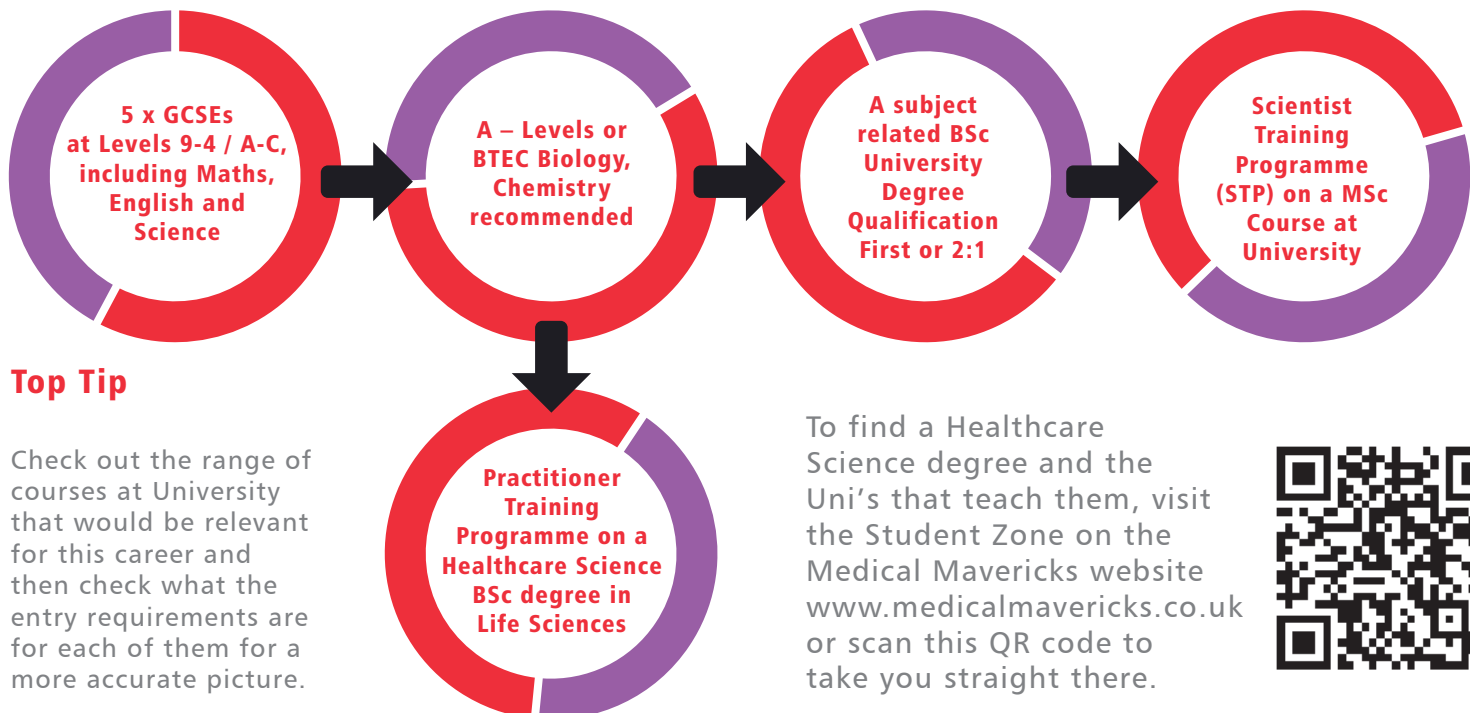 5 x GCSEs
at Levels 9-4 / A-C,
including Maths,
English and
Science
A – Levels or
BTEC Biology,
Chemistry
recommended
A subject
related BSc
University
Degree
Qualification
First or 2:1
Scientist
Training
Programme
(STP) on a MSc
Course at
University
Top Tip
Check out the range of
courses at University
that would be relevant
for this career and
then check what the
entry requirements are
for each of them for a
more accurate picture.
Practitioner
Training
Programme on a
Healthcare Science
BSc degree in
Life Sciences
To find a Healthcare
Science degree and the
Uni's that teach them, visit
the Student Zone on the
Medical Mavericks website
www.medicalmavericks.co.uk
or scan this QR code to
take you straight there.